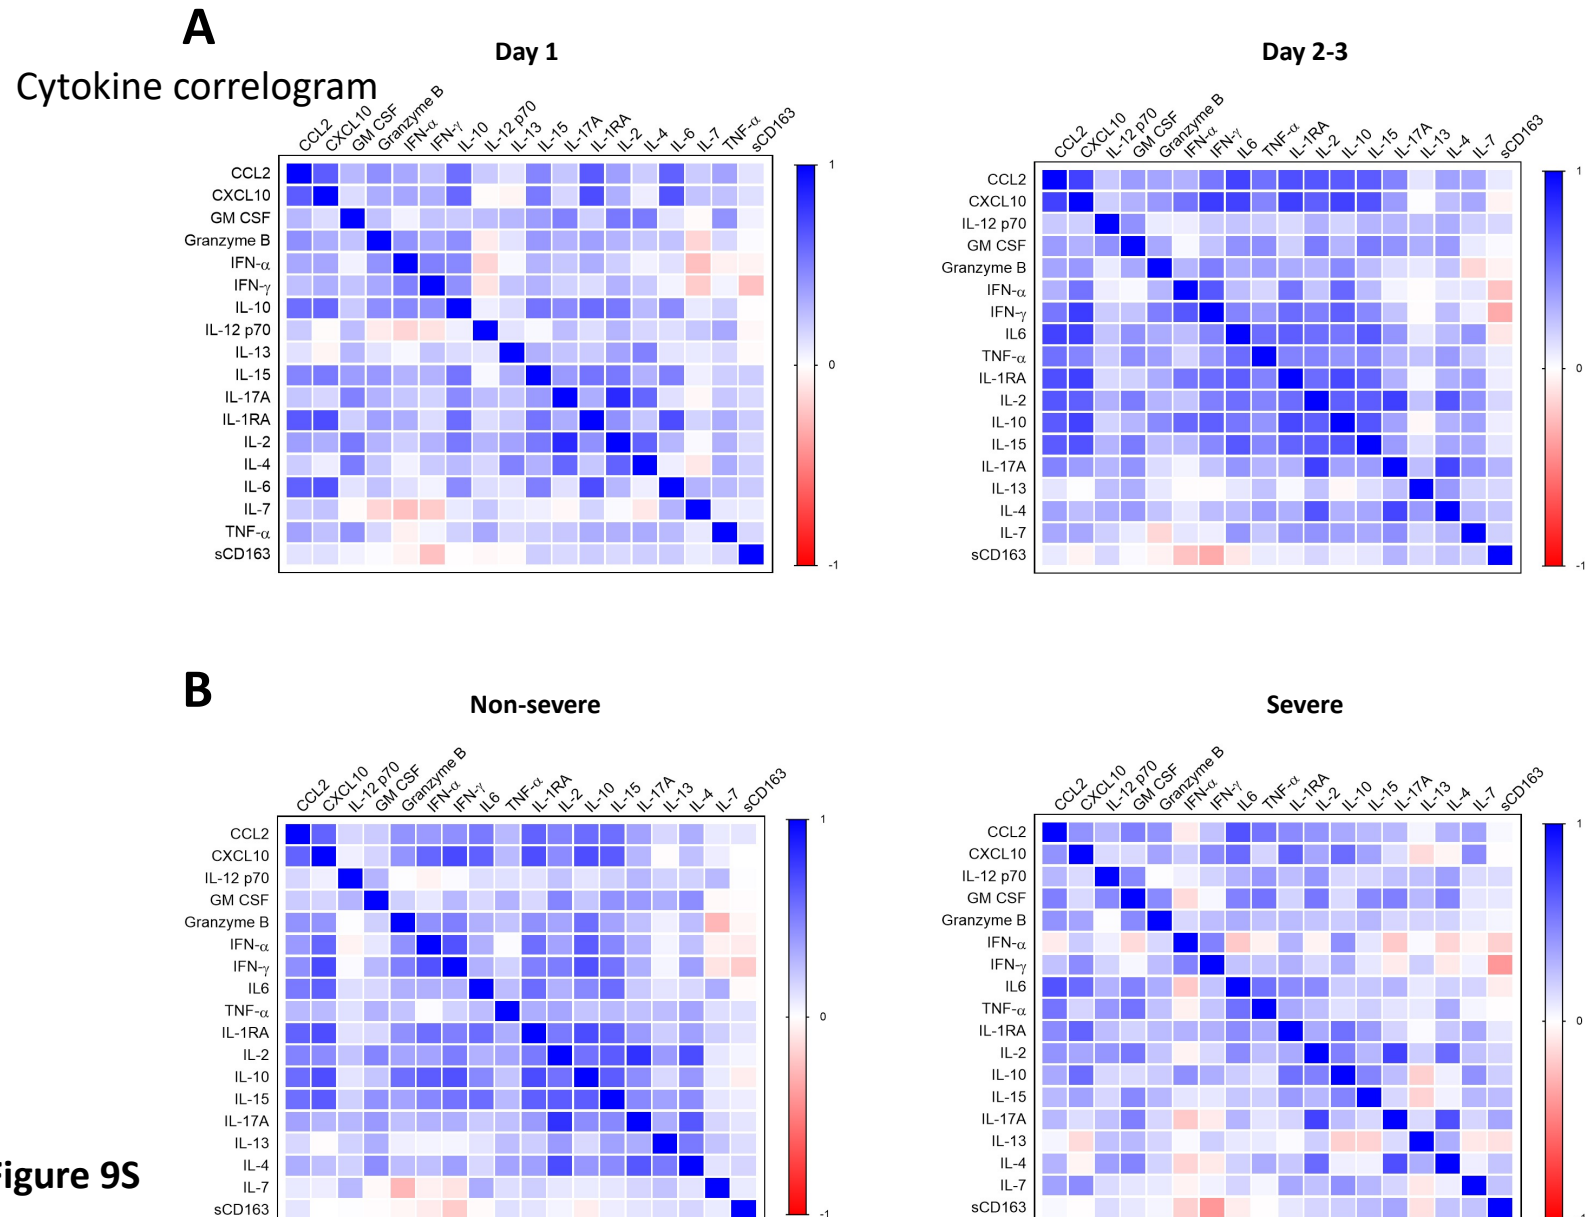 A
Cytokine correlogram
Day 1
CCL2
CXCL10
GM CSF
Granzyme B
IFN-α
IFN-γ
IL-10
IL-12 p70
IL-13
IL-15
IL-17A
IL-1RA
IL-2
IL-4
IL-6
IL-7
TNF-α
sCD163
CCL2
CXCL10
GM CSF
Granzyme B
IFN-α
IFN-γ
IL-10
IL-12 p70
IL-13
IL-15
IL-17A
IL-1RA
IL-2
IL-4
IL-6
IL-7
TNF-α
sCD163
1
0
-1
Day 2-3
CCL2
CXCL10
IL-12 p70
GM CSF
Granzyme B
IFN-α
IFN-γ
IL6
TNF-α
IL-1RA
IL-2
IL-10
IL-15
IL-17A
IL-13
IL-4
IL-7
sCD163
CCL2
CXCL10
IL-12 p70
GM CSF
Granzyme B
IFN-α
IFN-γ
IL6
TNF-α
IL-1RA
IL-2
IL-10
IL-15
IL-17A
IL-13
IL-4
IL-7
sCD163
1
0
-1
B
Non-severe
CCL2
CXCL10
IL-12 p70
GM CSF
Granzyme B
IFN-α
IFN-γ
IL6
TNF-α
IL-1RA
IL-2
IL-10
IL-15
IL-17A
IL-13
IL-4
IL-7
sCD163
CCL2
CXCL10
IL-12 p70
GM CSF
Granzyme B
IFN-α
IFN-γ
IL6
TNF-α
IL-1RA
IL-2
IL-10
IL-15
IL-17A
IL-13
IL-4
IL-7
sCD163
1
0
-1
Severe
CCL2
CXCL10
IL-12 p70
GM CSF
Granzyme B
IFN-α
IFN-γ
IL6
TNF-α
IL-1RA
IL-2
IL-10
IL-15
IL-17A
IL-13
IL-4
IL-7
sCD163
CCL2
CXCL10
IL-12 p70
GM CSF
Granzyme B
IFN-α
IFN-γ
IL6
TNF-α
IL-1RA
IL-2
IL-10
IL-15
IL-17A
IL-13
IL-4
IL-7
sCD163
1
0
igure 9S